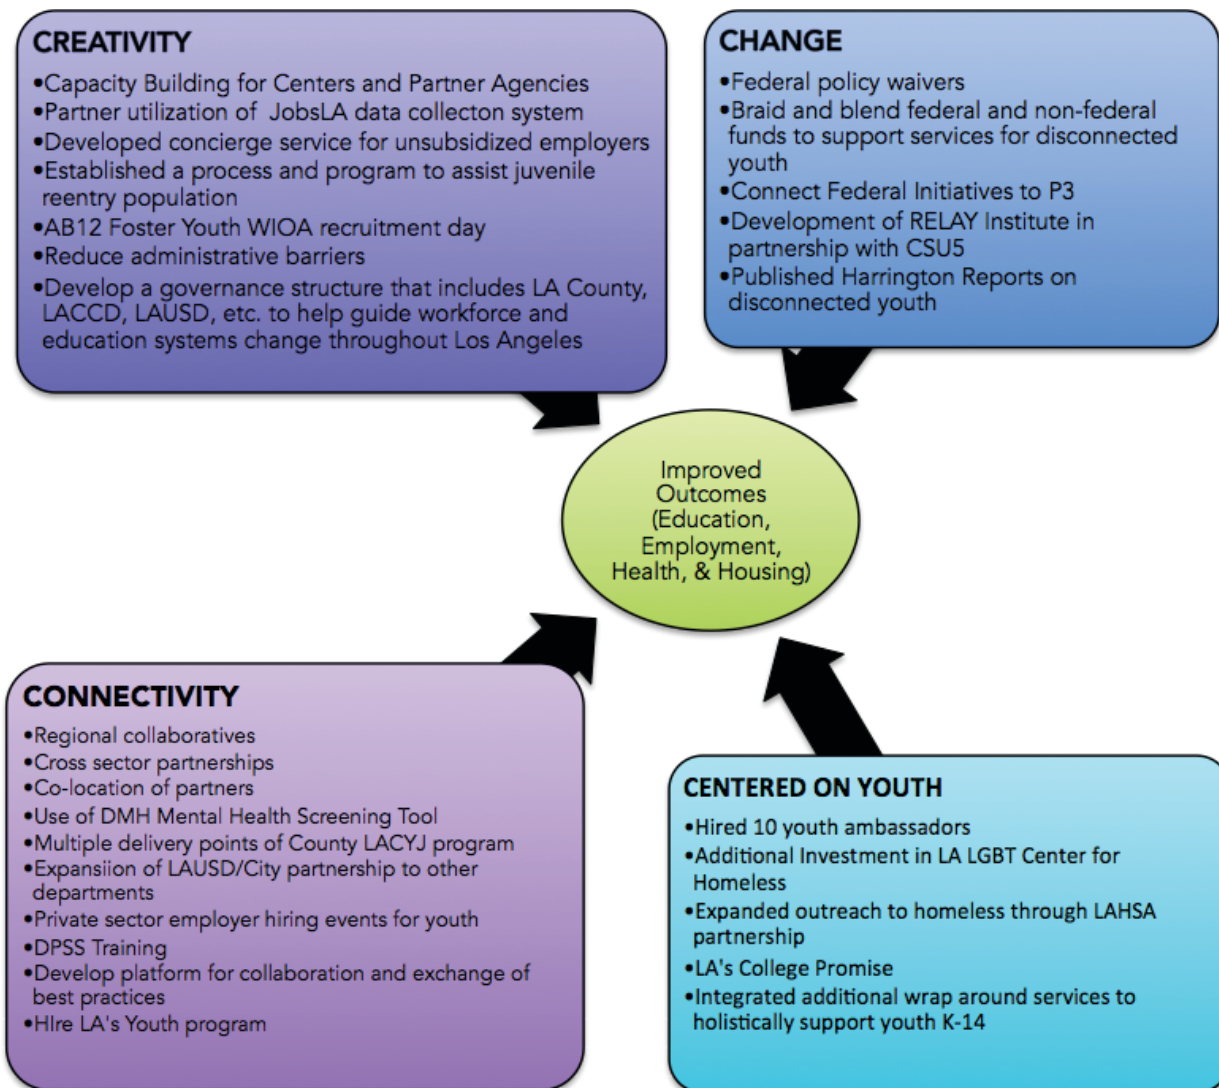 CREATIVITY
•Capacity Building for Centers and Partner Agencies
•Partner utilization of JobsLA data collecton system
•Developed concierge service for unsubsidized employers
•Established a process and program to assist juvenile
reentry population
•AB12 Foster Youth WIOA recruitment day
•Reduce administrative barriers
•Develop a governance structure that includes LA County,
LACCD, LAUSD, etc. to help guide workforce and
education systems change throughout Los Angeles
CHANGE
•Federal policy waivers
•Braid and blend federal and non-federal
funds to support services for disconnected
youth
•Connect Federal Initiatives to P3
•Development of RELAY Institute in
partnership with CSU5
•Published Harrington Reports on
disconnected youth
Improved
Outcomes
(Education,
Employment,
Health, & Housing)
CONNECTIVITY
•Regional collaboratives
•Cross sector partnerships
•Co-location of partners
•Use of DMH Mental Health Screening Tool
•Multiple delivery points of County LACYJ program
•Expansiion of LAUSD/City partnership to other
departments
•Private sector employer hiring events for youth
•DPSS Training
•Develop platform for collaboration and exchange of
best practices
•HIre LA's Youth program
CENTERED ON YOUTH
•Hired 10 youth ambassadors
•Additional Investment in LA LGBT Center for
Homeless
•Expanded outreach to homeless through LAHSA
partnership
•LA's College Promise
•Integrated additional wrap around services to
holistically support youth K-14